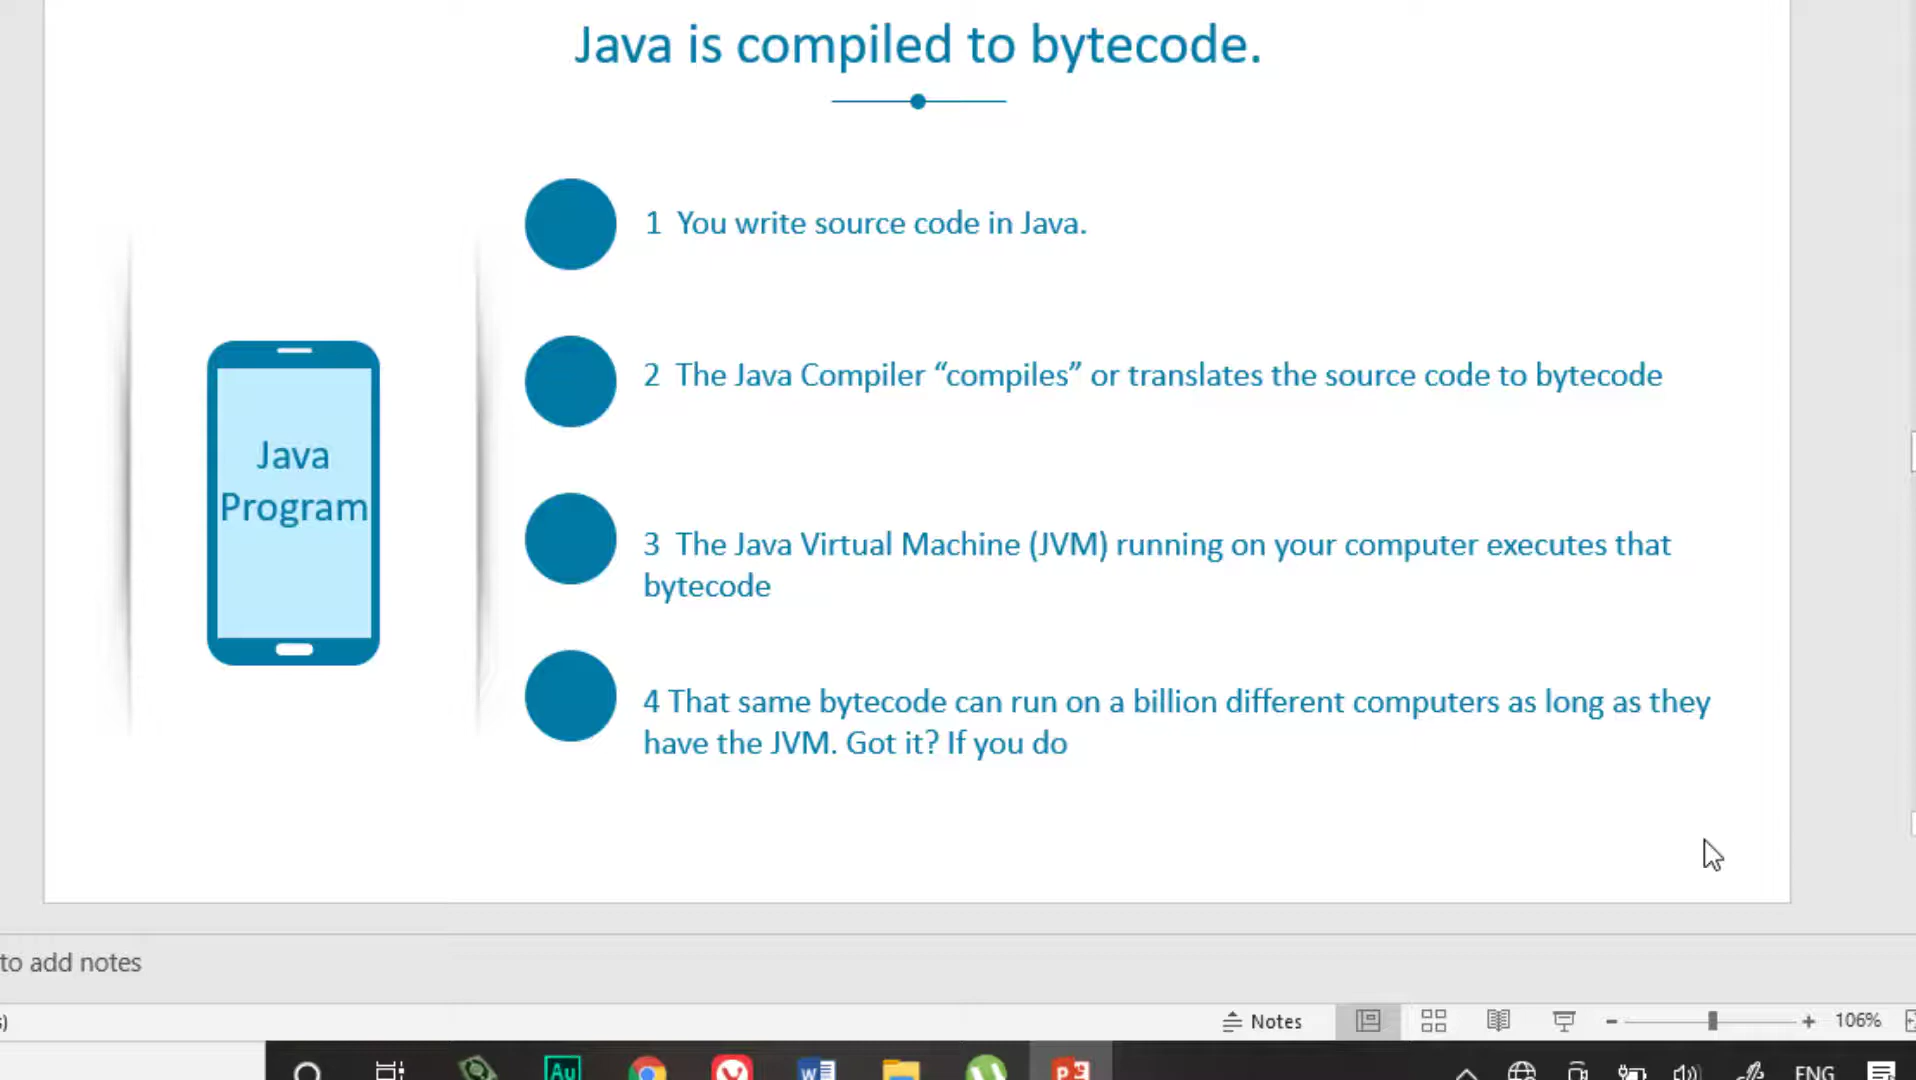 Java is compiled to bytecode.
1 You write source code in Java.
2 The Java Compiler “compiles” or translates the source code to bytecode
Java
Program
3 The Java Virtual Machine (JVM) running on your computer executes that
bytecode
4 That same bytecode can run on a billion different computers as long as they
have the JVM. Got it? If you do
to add notes
s)
Notes
106%
Au
W
P
ENG